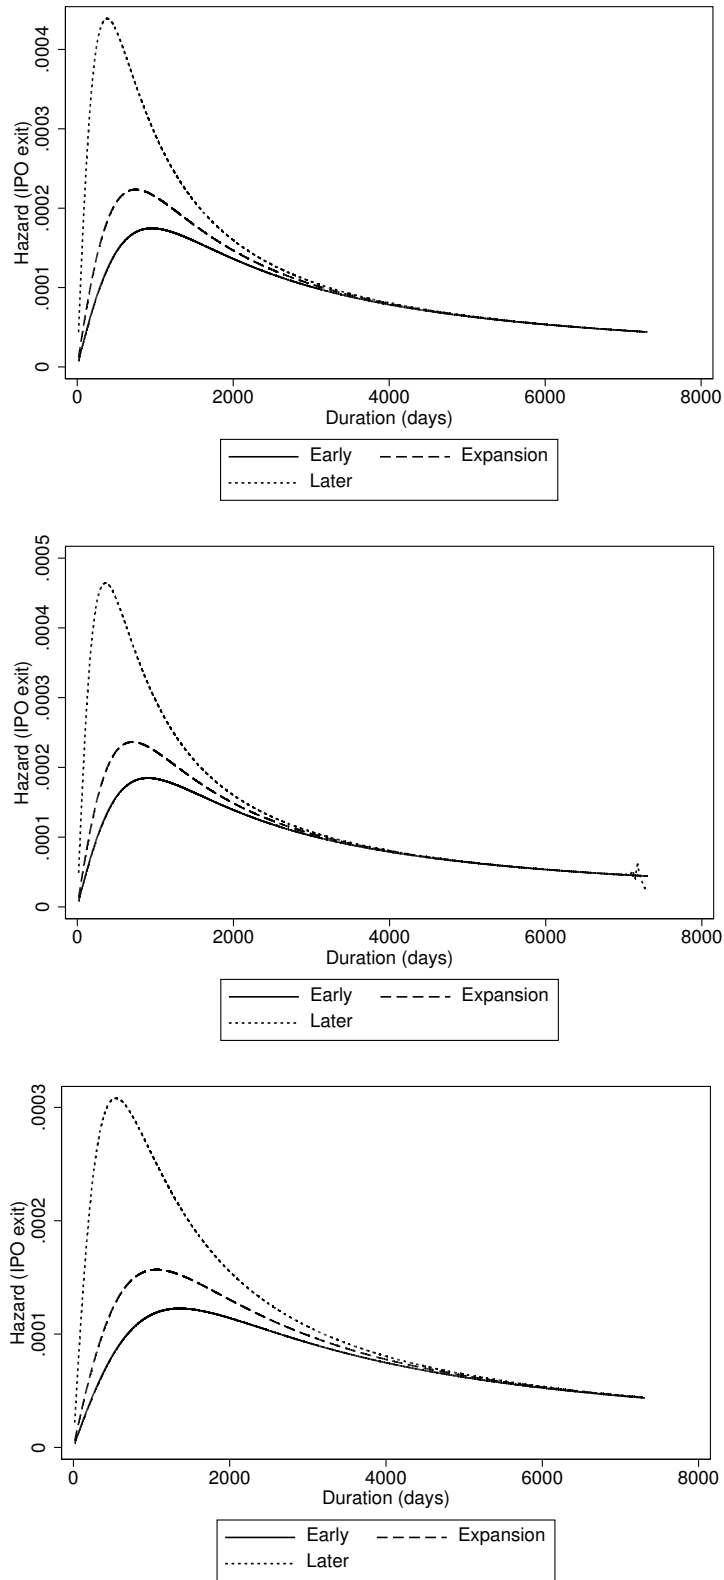 .0004
.0003
.0002
.0001
0
Hazard (IPO exit)
0 2000 4000 6000 8000
Duration (days)
Early Expansion
Later
.0005
.0004
.0003
.0002
.0001
0
Hazard (IPO exit)
0 2000 4000 6000 8000
Duration (days)
Early Expansion
Later
.0003
.0002
.0001
0
Hazard (IPO exit)
0 2000 4000 6000 8000
Duration (days)
Early Expansion
Later